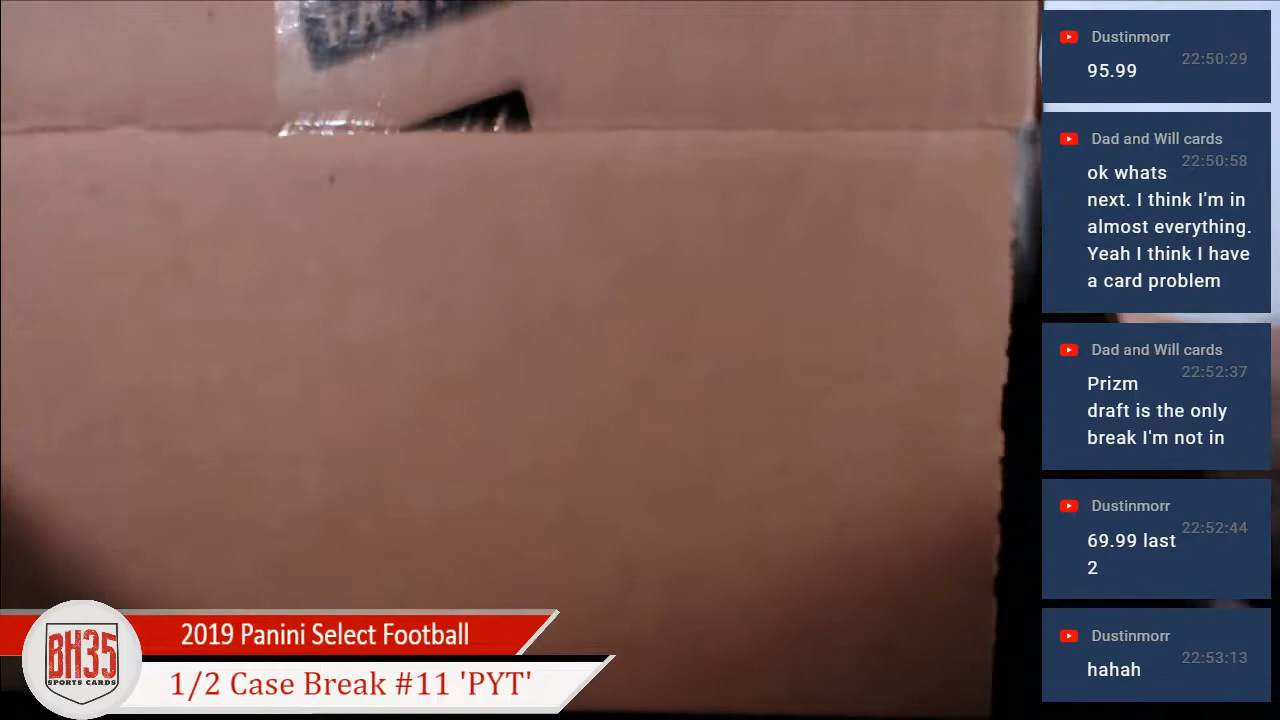 Dustinmorr
22:50:29
95.99
Dad and Will cards
22:50:58
ok whats
next. I think I'm in
almost everything.
Yeah I think I have
a card problem
Dad and Will cards
22:52:37
Prizm
draft is the only
break I'm not in
Dustinmorr
22:52:44
69.99 last
2
Dustinmorr
22:53:13
hahah
2019 Panini Select Football
BH35
SPORTS CARDS
1/2 Case Break #11 'PYT'